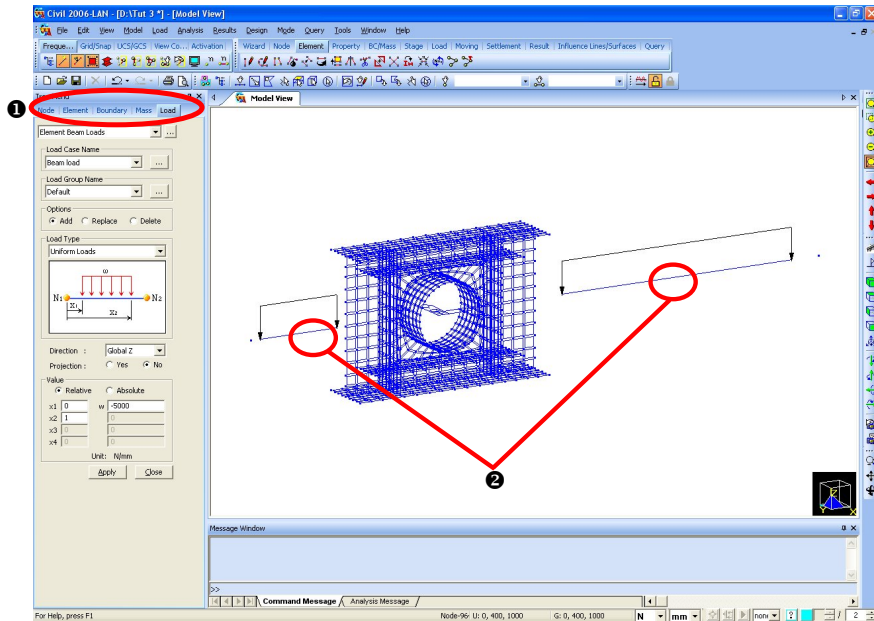 Civil 2006-LAN - [D:\Tut 3 *] - [Model View]
File Edit View Model Load Analysis Results Design Mode Query Tools Window Help
Freque... Grid/Snap UCS/GCS View Co... Activation Wizard Node Element Property BC/Mass Stage Load Moving Settlement Result Influence Lines/Surfaces Query
❶
Node Element Boundary Mass Load
Model View
Element Beam Loads ...
Load Case Name
Beam load ...
Load Group Name
Default ...
Options
Add Replace Delete
Load Type
Uniform Loads
ω
N1 N2
X1
X2
Direction : Global Z
Projection : Yes No
Value
Relative Absolute
x1 0 w -5000
x2 1 0
x3 0 0
x4 0 0
Unit: N/mm
Apply Close
❷
Message Window
>>
Command Message Analysis Message
For Help, press F1
Node-96 U: 0, 400, 1000 G: 0, 400, 1000 N mm non ? / 2